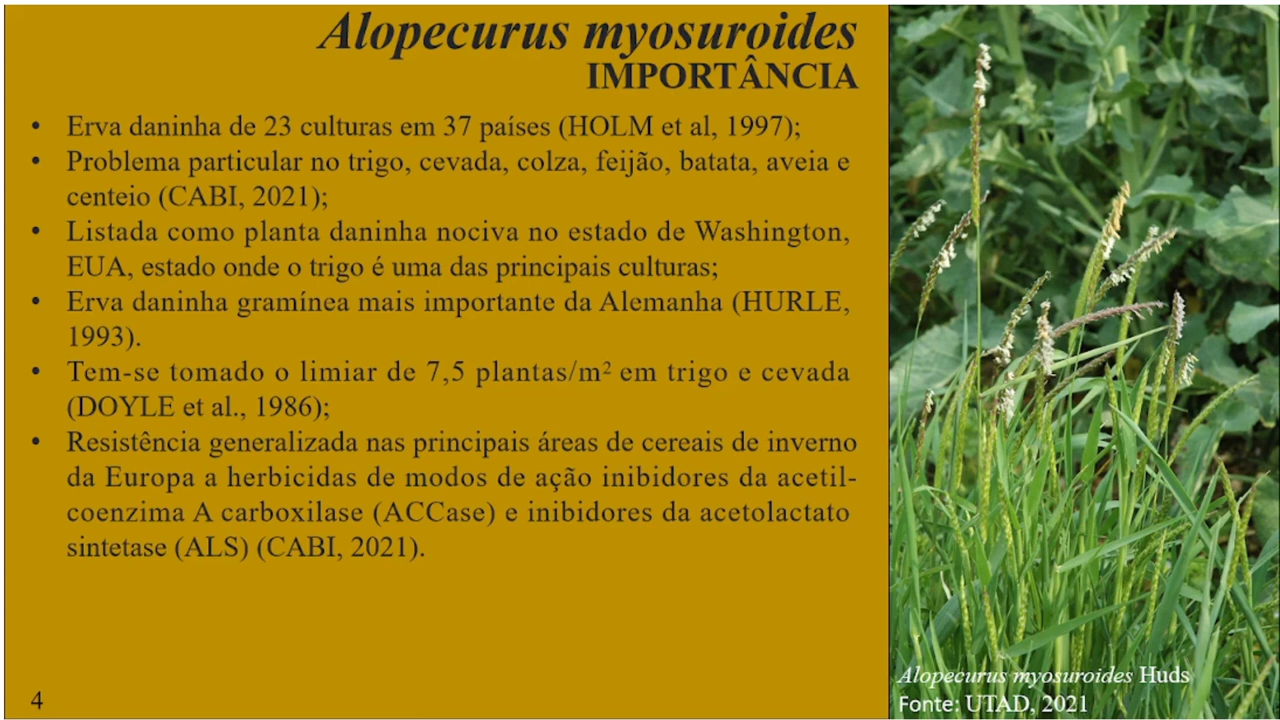 Alopecurus myosuroides
IMPORTÂNCIA
• Erva daninha de 23 culturas em 37 países (HOLM et al, 1997);
• Problema particular no trigo, cevada, colza, feijão, batata, aveia e
centeio (CABI, 2021);
• Listada como planta daninha nociva no estado de Washington,
EUA, estado onde o trigo é uma das principais culturas;
• Erva daninha gramínea mais importante da Alemanha (HURLE,
1993).
• Tem-se tomado o limiar de 7,5 plantas/m² em trigo e cevada
(DOYLE et al., 1986);
• Resistência generalizada nas principais áreas de cereais de inverno
da Europa a herbicidas de modos de ação inibidores da acetil-
coenzima A carboxilase (ACCase) e inibidores da acetolactato
sintetase (ALS) (CABI, 2021).
4
Alopecurus myosuroides Huds
Fonte: UTAD, 2021